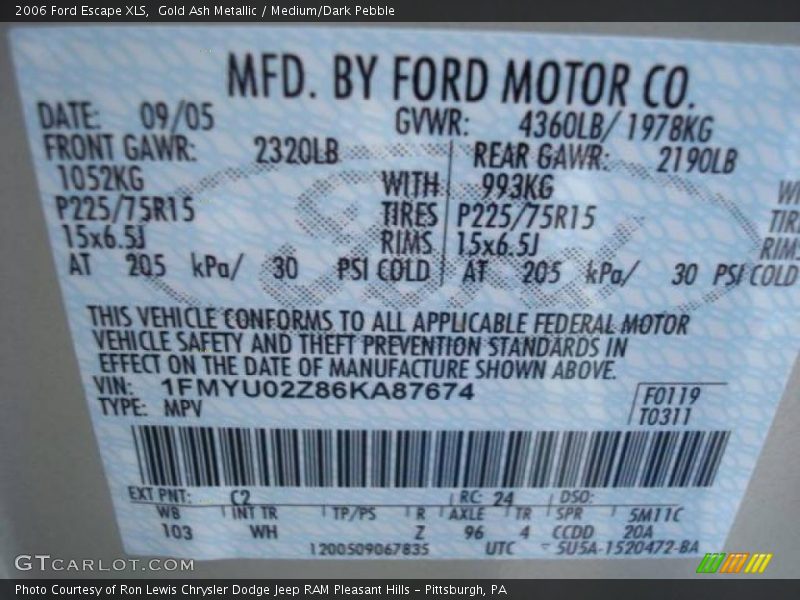 2006 Ford Escape XLS, Gold Ash Metallic / Medium/Dark Pebble
MFD. BY FORD MOTOR CO.
DATE: 09/05 GVWR: 4360LB/ 1978KG
FRONT GAWR: 2320LB REAR GAWR: 2190LB
1052KG WITH 993KG WI
P225/75R15 TIRES P225/75R15 TIR
15x6.5J RIMS 15x6.5J RIMS
AT 205 kPa/ 30 PSI COLD AT 205 kPa/ 30 PSI COLD
THIS VEHICLE CONFORMS TO ALL APPLICABLE FEDERAL MOTOR
VEHICLE SAFETY AND THEFT PREVENTION STANDARDS IN
EFFECT ON THE DATE OF MANUFACTURE SHOWN ABOVE.
VIN: 1FMYU02Z86KA87674 F0119
TYPE: MPV T0311
EXT PNT: C2 RC: 24 DSO:
WB INT TR TP/PS R AXLE TR SPR 5M11C
103 WH Z 96 4 CCDD 20A
1200509067835 UTC 5U5A-1520472-BA
GTCARLOT.COM
Photo Courtesy of Ron Lewis Chrysler Dodge Jeep RAM Pleasant Hills - Pittsburgh, PA